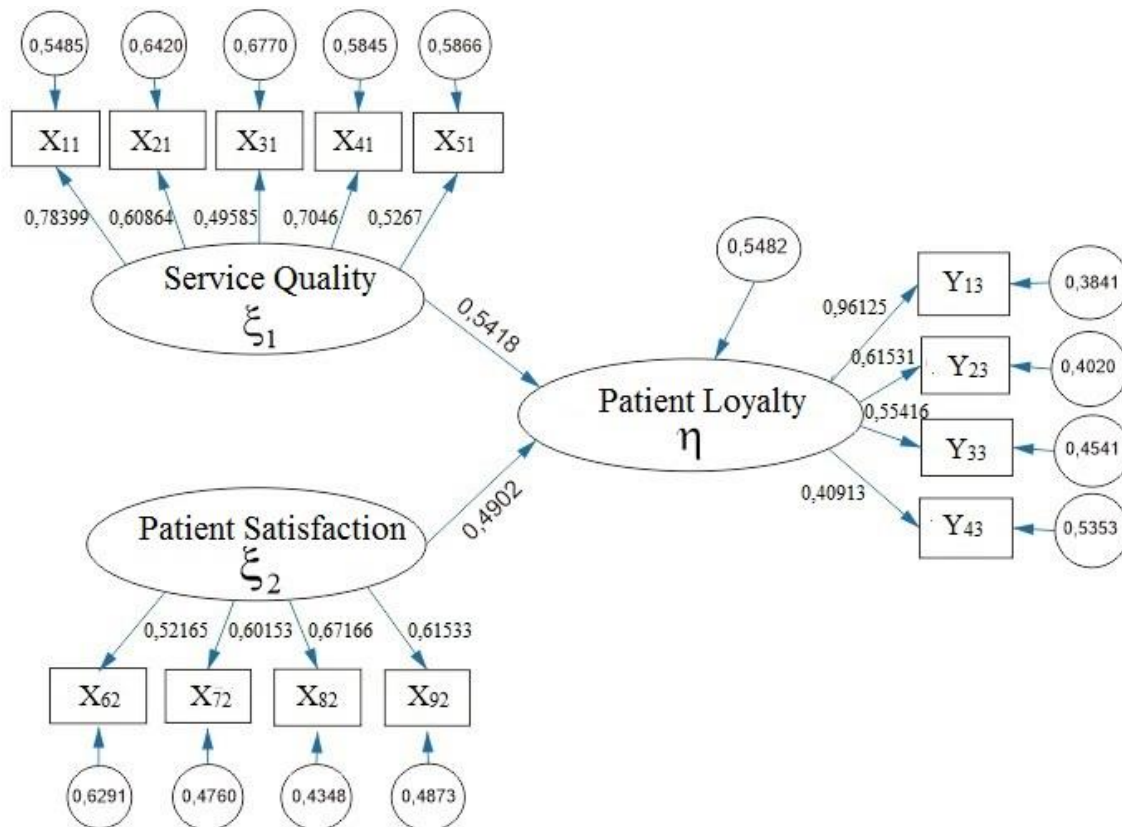 0,5485 0,6420 0,6770 0,5845 0,5866
X11 X21 X31 X41 X51
0,78399 0,60864 0,49585 0,7046 0,5267
Service Quality
ξ1
0,5418
0,5482
Y13 0,3841
0,96125
0,61531
Y23 0,4020
Patient Loyalty
η
0,55416
Y33 0,4541
0,40913
Y43 0,5353
0,4902
Patient Satisfaction
ξ2
0,52165 0,60153 0,67166 0,61533
X62 X72 X82 X92
0,6291 0,4760 0,4348 0,4873